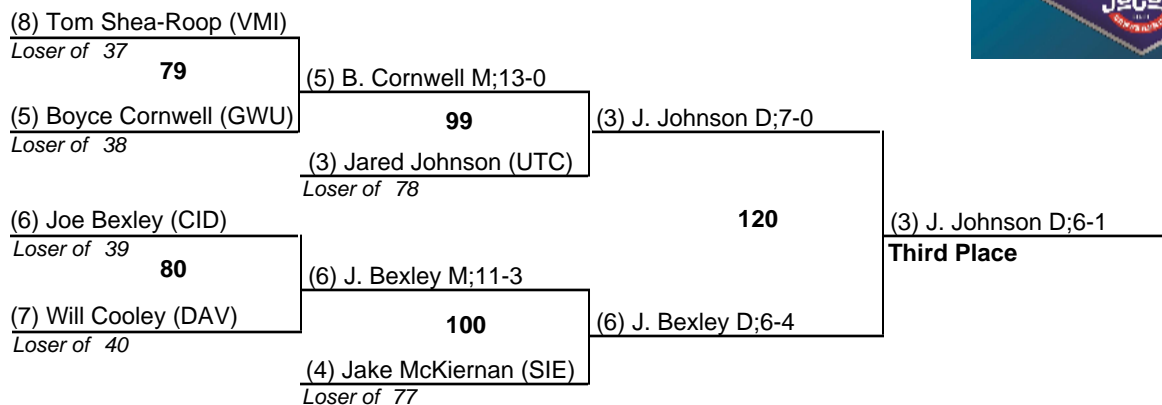 (8) Tom Shea-Roop (VMI)
Loser of 37
79
(5) B. Cornwell M;13-0
(5) Boyce Cornwell (GWU)
Loser of 38
99
(3) J. Johnson D;7-0
(3) Jared Johnson (UTC)
Loser of 78
(6) Joe Bexley (CID)
Loser of 39
120
(3) J. Johnson D;6-1
Third Place
80
(6) J. Bexley M;11-3
(7) Will Cooley (DAV)
Loser of 40
100
(6) J. Bexley D;6-4
(4) Jake McKiernan (SIE)
Loser of 77